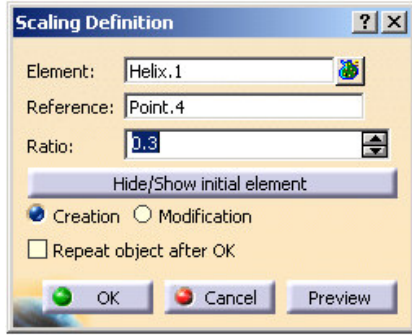 Scaling Definition
Element: Helix.1
Reference: Point.4
Ratio: 0.3
Hide/Show initial element
Creation Modification
Repeat object after OK
OK Cancel Preview